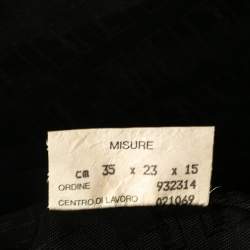 MISURE
cm 35 x 23 x 15
ORDINE 932314
CENTRO DI LAVORO 021069